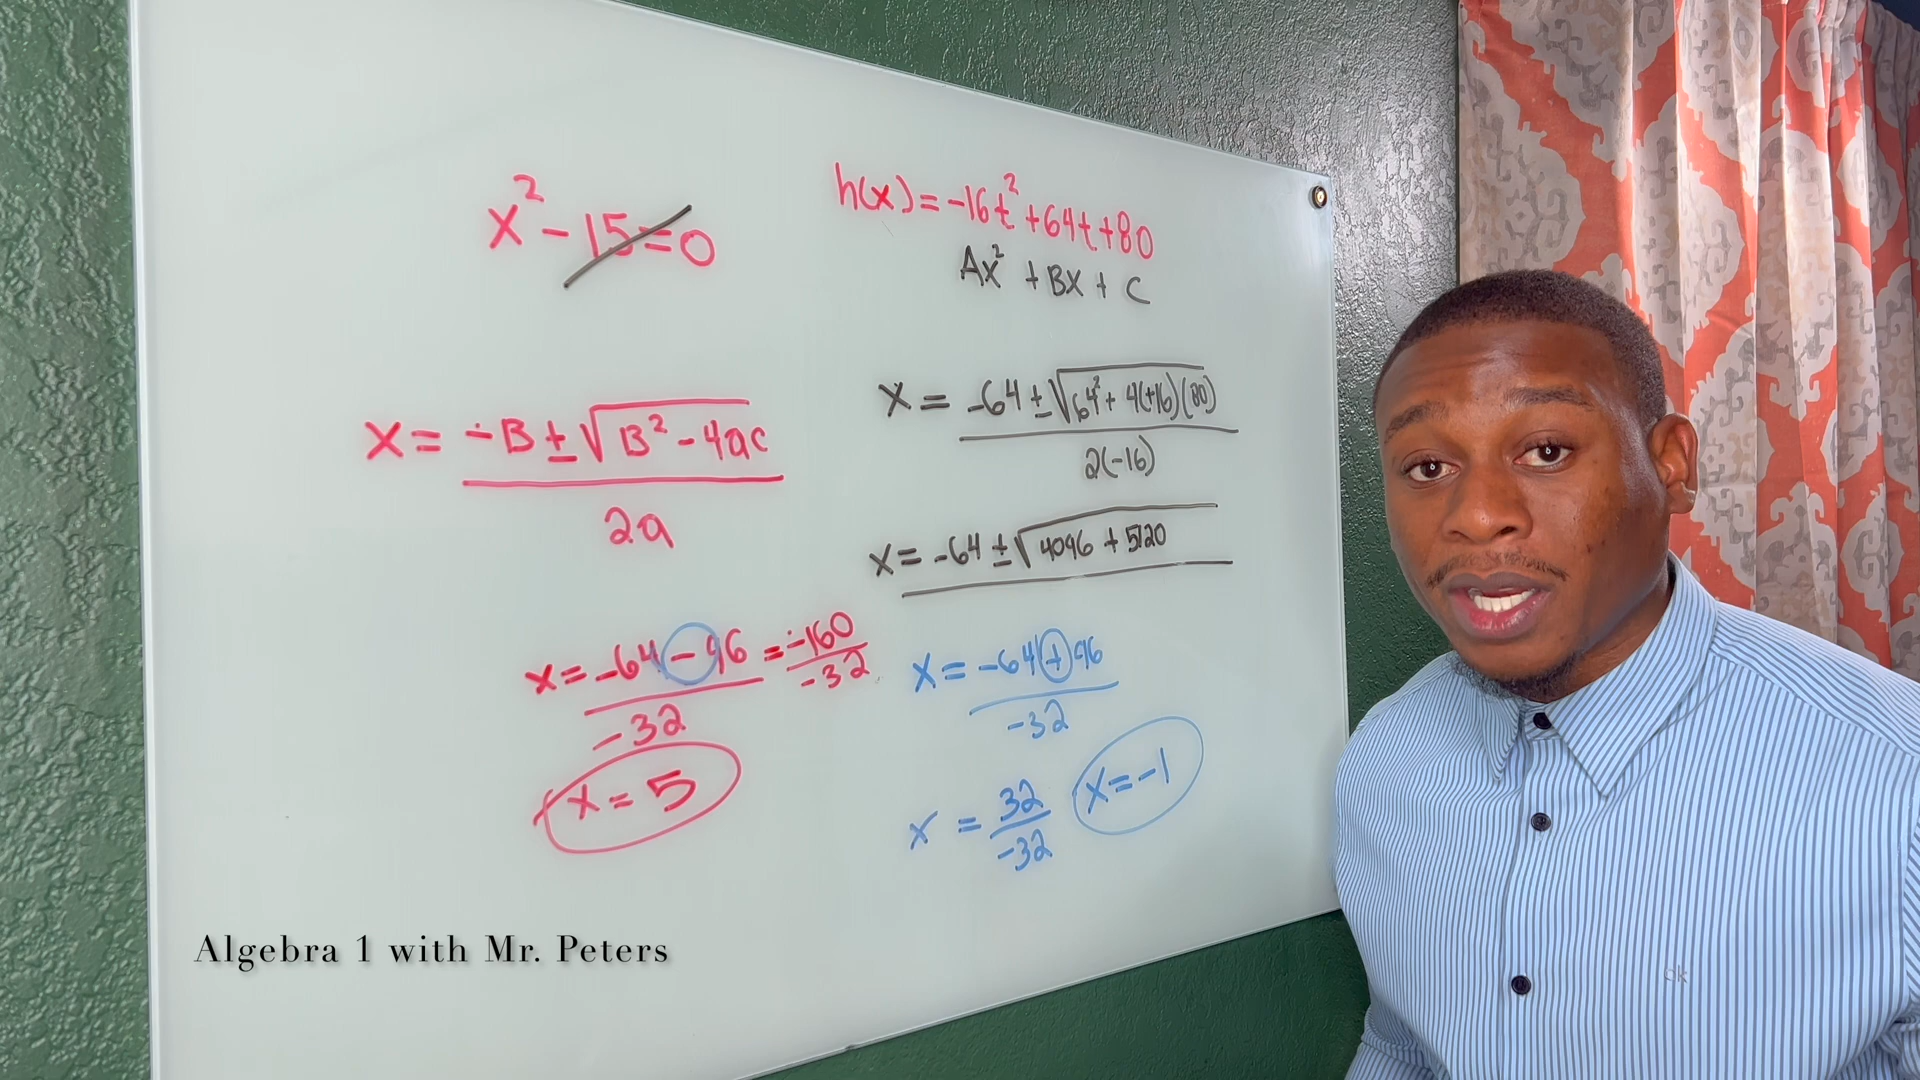 x² - 15 = 0
h(x) = -16t² + 64t + 80
Ax² + Bx + C
x = -B ± √B² - 4ac
2a
x = -64 ± √64² + 4(+16)(80)
2(-16)
x = -64 ± √4096 + 5120
x = -64 - 96 = -160
-32 -32
x = 5
x = -64 + 96
-32
x = 32
-32
x = -1
Algebra 1 with Mr. Peters
ck